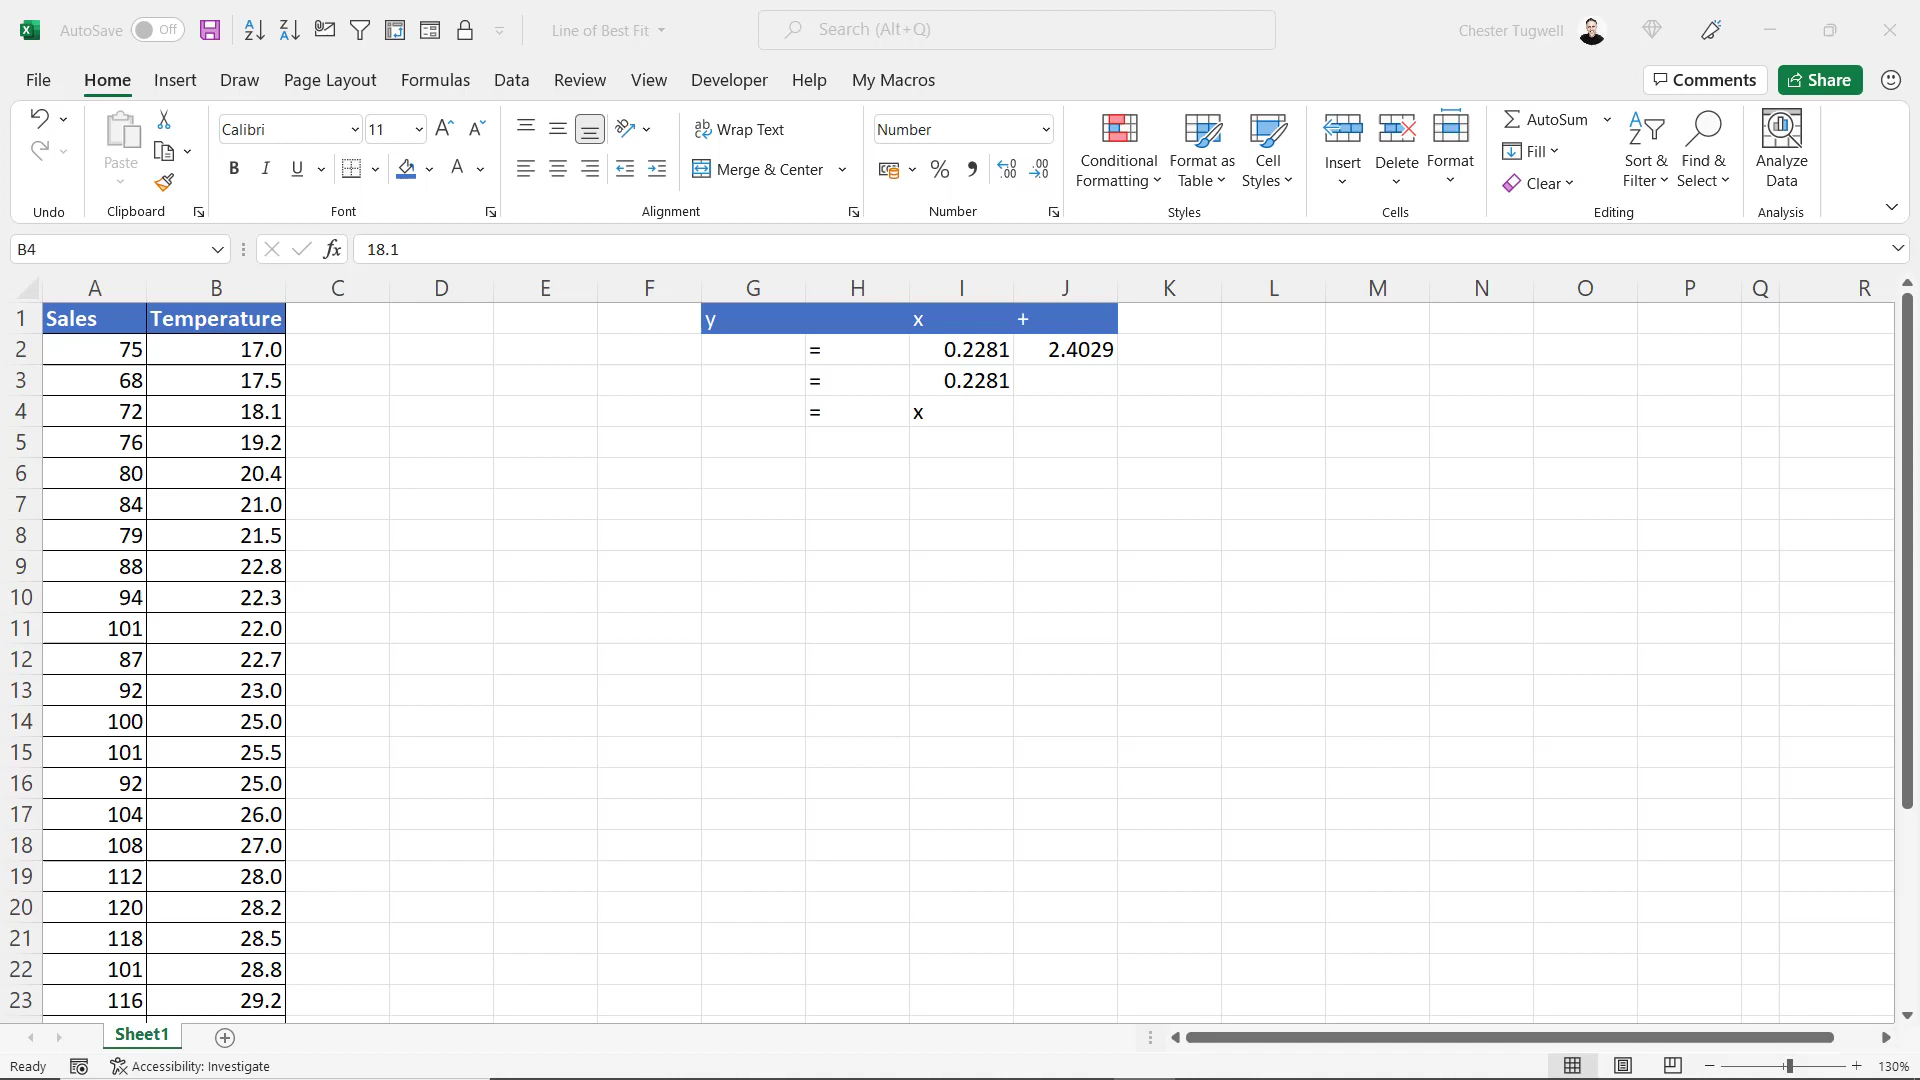 AutoSave Off Line of Best Fit Search (Alt+Q) Chester Tugwell
File Home Insert Draw Page Layout Formulas Data Review View Developer Help My Macros Comments Share
Calibri 11 Wrap Text Number AutoSum
Paste Merge & Center Conditional Formatting Format as Table Cell Styles Insert Delete Format Fill Sort & Filter Find & Select Analyze Data
B I U A % Clear
Undo Clipboard Font Alignment Number Styles Cells Editing Analysis
B4 fx 18.1
A B C D E F G H I J K L M N O P Q R
1 Sales Temperature y x +
2 75 17.0 = 0.2281 2.4029
3 68 17.5 = 0.2281
4 72 18.1 = x
5 76 19.2
6 80 20.4
7 84 21.0
8 79 21.5
9 88 22.8
10 94 22.3
11 101 22.0
12 87 22.7
13 92 23.0
14 100 25.0
15 101 25.5
16 92 25.0
17 104 26.0
18 108 27.0
19 112 28.0
20 120 28.2
21 118 28.5
22 101 28.8
23 116 29.2
Sheet1
Ready Accessibility: Investigate 130%